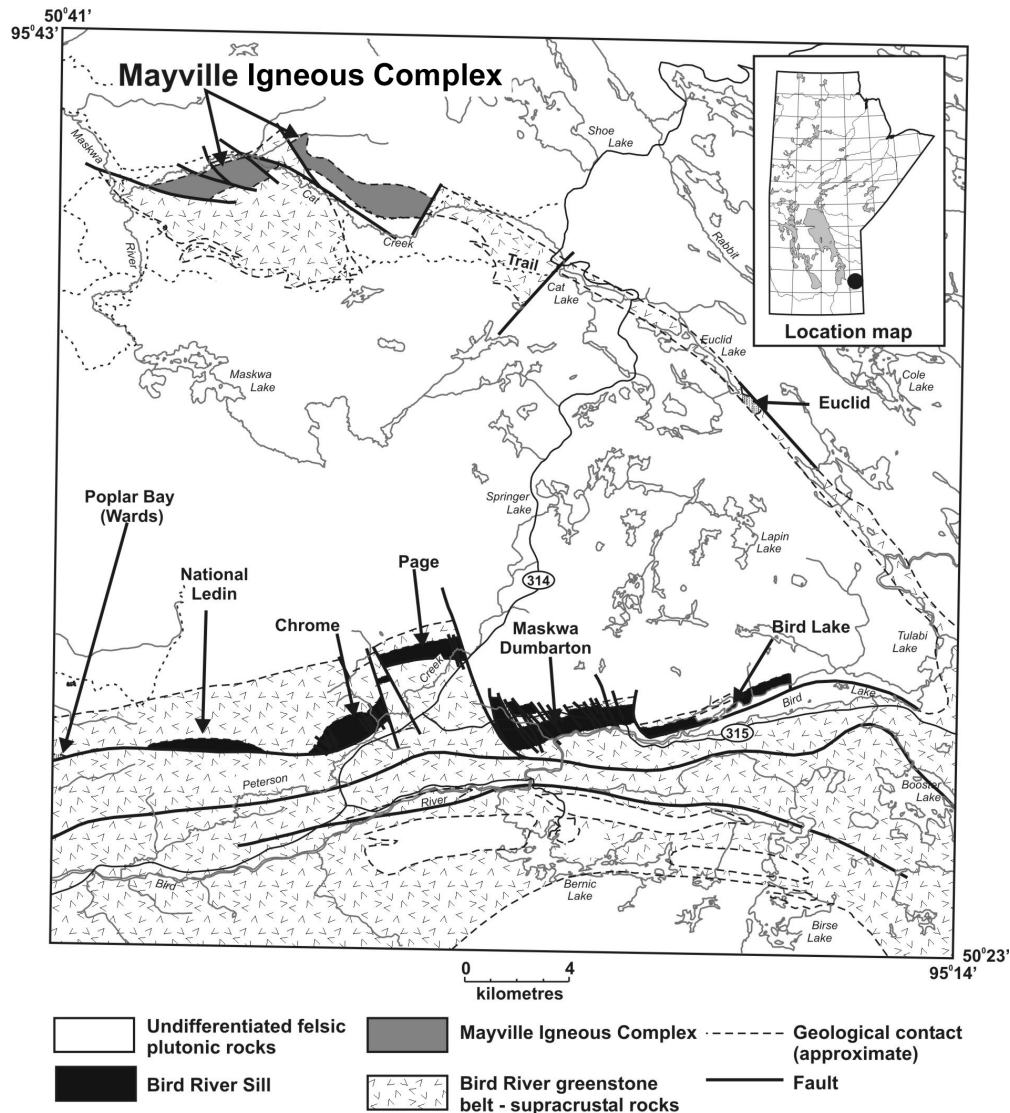 50°41'
95°43'
Mayville Igneous Complex
Maskwa
River
Cat
Creek
Trail
Cat
Lake
Shoe
Lake
Rabbit
Location map
Euclid
Lake
Cole
Lake
Euclid
Maskwa
Lake
Springer
Lake
Lapin
Lake
Poplar Bay
(Wards)
National
Ledin
Chrome
Page
314
Creek
Maskwa
Dumbarton
Bird Lake
Tulabi
Lake
Bird
Lake
315
Peterson
River
Bird
Booster
Lake
Bernic
Lake
Birse
Lake
50°23'
95°14'
0 4
kilometres
Undifferentiated felsic
plutonic rocks
Mayville Igneous Complex
Geological contact
(approximate)
Bird River Sill
Bird River greenstone
belt - supracrustal rocks
Fault